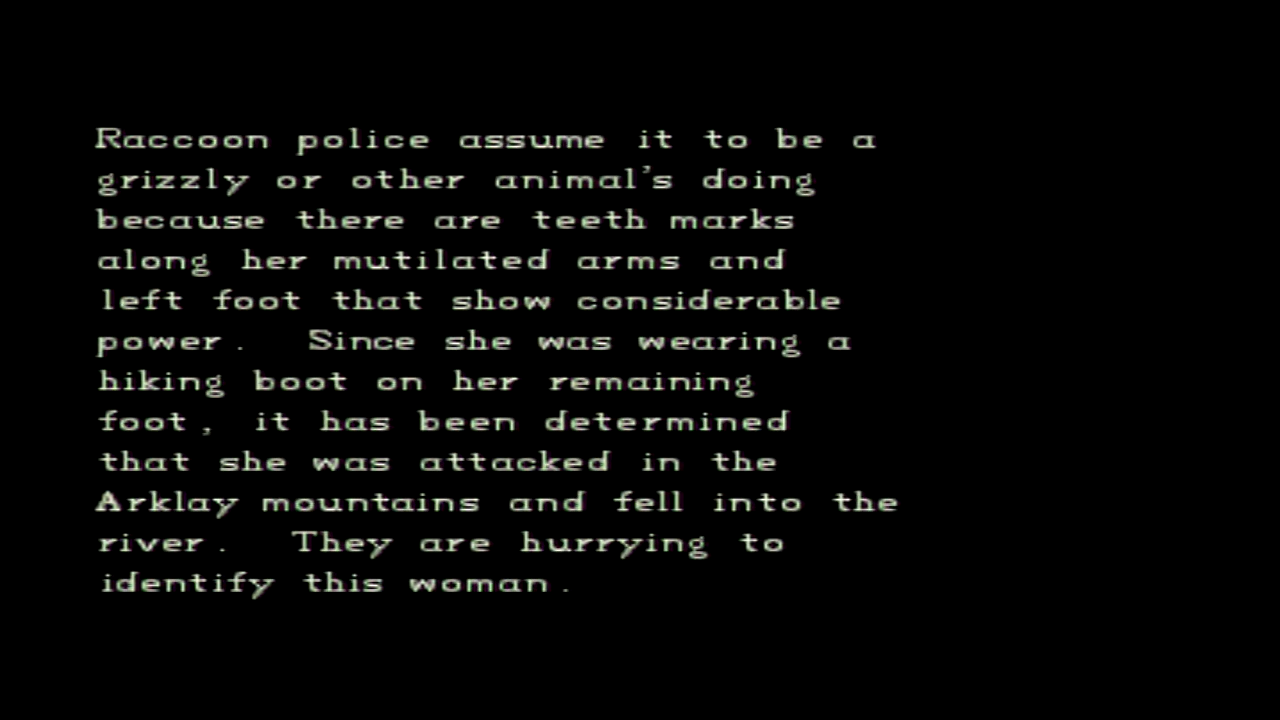 Raccoon police assume it to be a
grizzly or other animal's doing
because there are teeth marks
along her mutilated arms and
left foot that show considerable
power.  Since she was wearing a
hiking boot on her remaining
foot, it has been determined
that she was attacked in the
Arklay mountains and fell into the
river.  They are hurrying to
identify this woman.